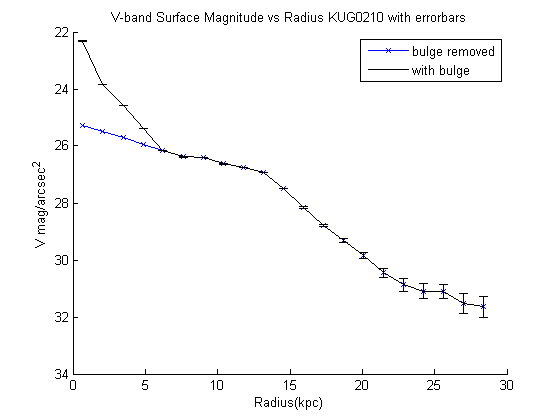 V-band Surface Magnitude vs Radius KUG0210 with errorbars
bulge removed
with bulge
V mag/arcsec²
22
24
26
28
30
32
34
0 5 10 15 20 25 30
Radius(kpc)